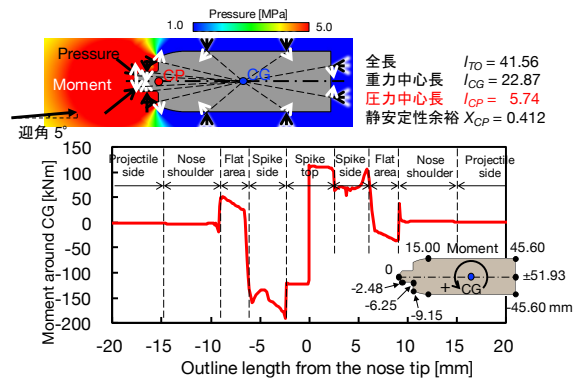 Pressure [MPa]
1.0
5.0
Pressure
Moment
CP
CG
迎角 5°
全長 l_TO = 41.56
重力中心長 l_CG = 22.87
圧力中心長 l_CP = 5.74
静安定性余裕 X_CP = 0.412
Projectile side
Nose shoulder
Flat area
Spike side
Spike top
Spike side
Flat area
Nose shoulder
Projectile side
Moment around CG [kNm]
150
100
50
0
-50
-100
-150
-200
-20 -15 -10 -5 0 5 10 15 20
Outline length from the nose tip [mm]
15.00 Moment 45.60
0
±51.93
+
CG
-2.48
-6.25
-9.15
-45.60 mm